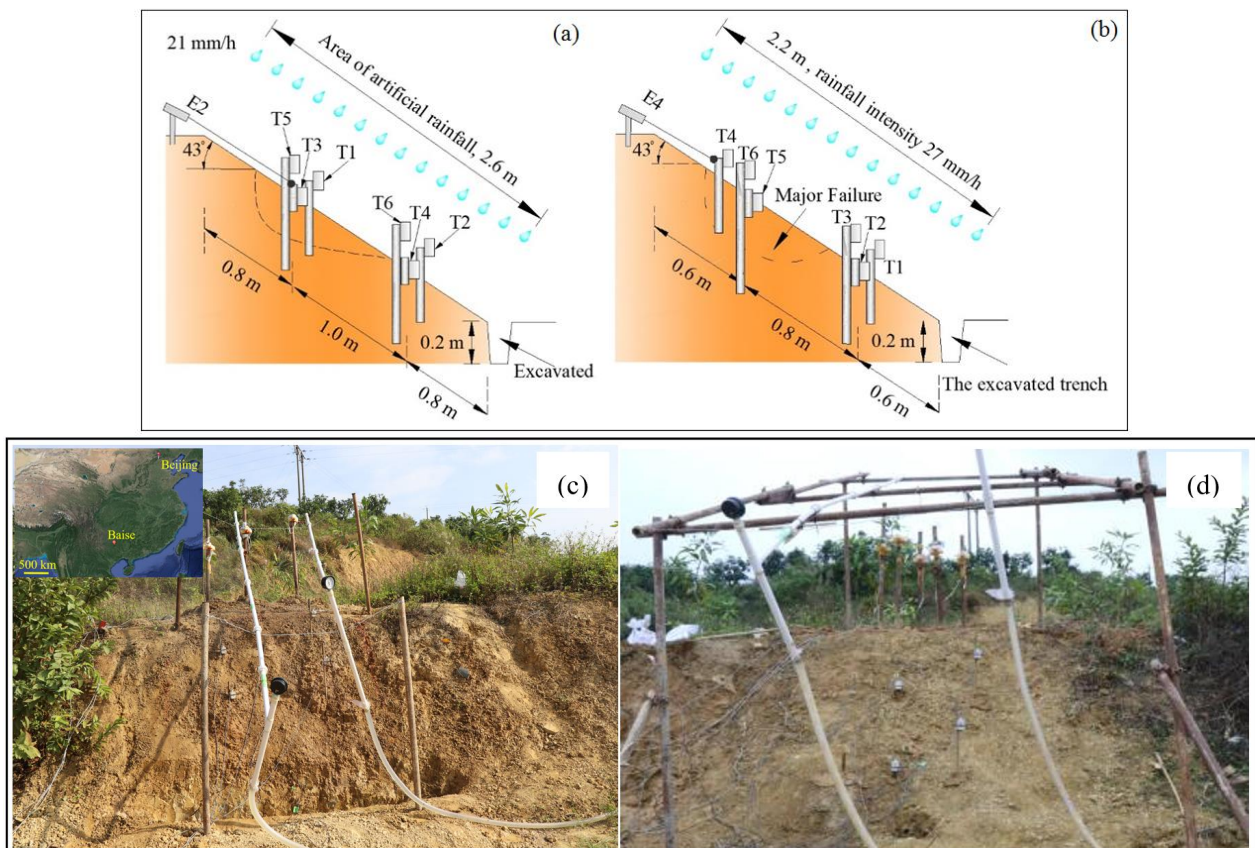 (a)
21 mm/h
Area of artificial rainfall, 2.6 m
E2
43°
T5
T3
T1
T6
T4
T2
0.8 m
1.0 m
0.8 m
0.2 m
Excavated
(b)
2.2 m , rainfall intensity 27 mm/h
E4
43°
T4
T6
T5
Major Failure
T3
T2
T1
0.6 m
0.8 m
0.6 m
0.2 m
The excavated trench
(c)
Beijing
Baise
500 km
(d)